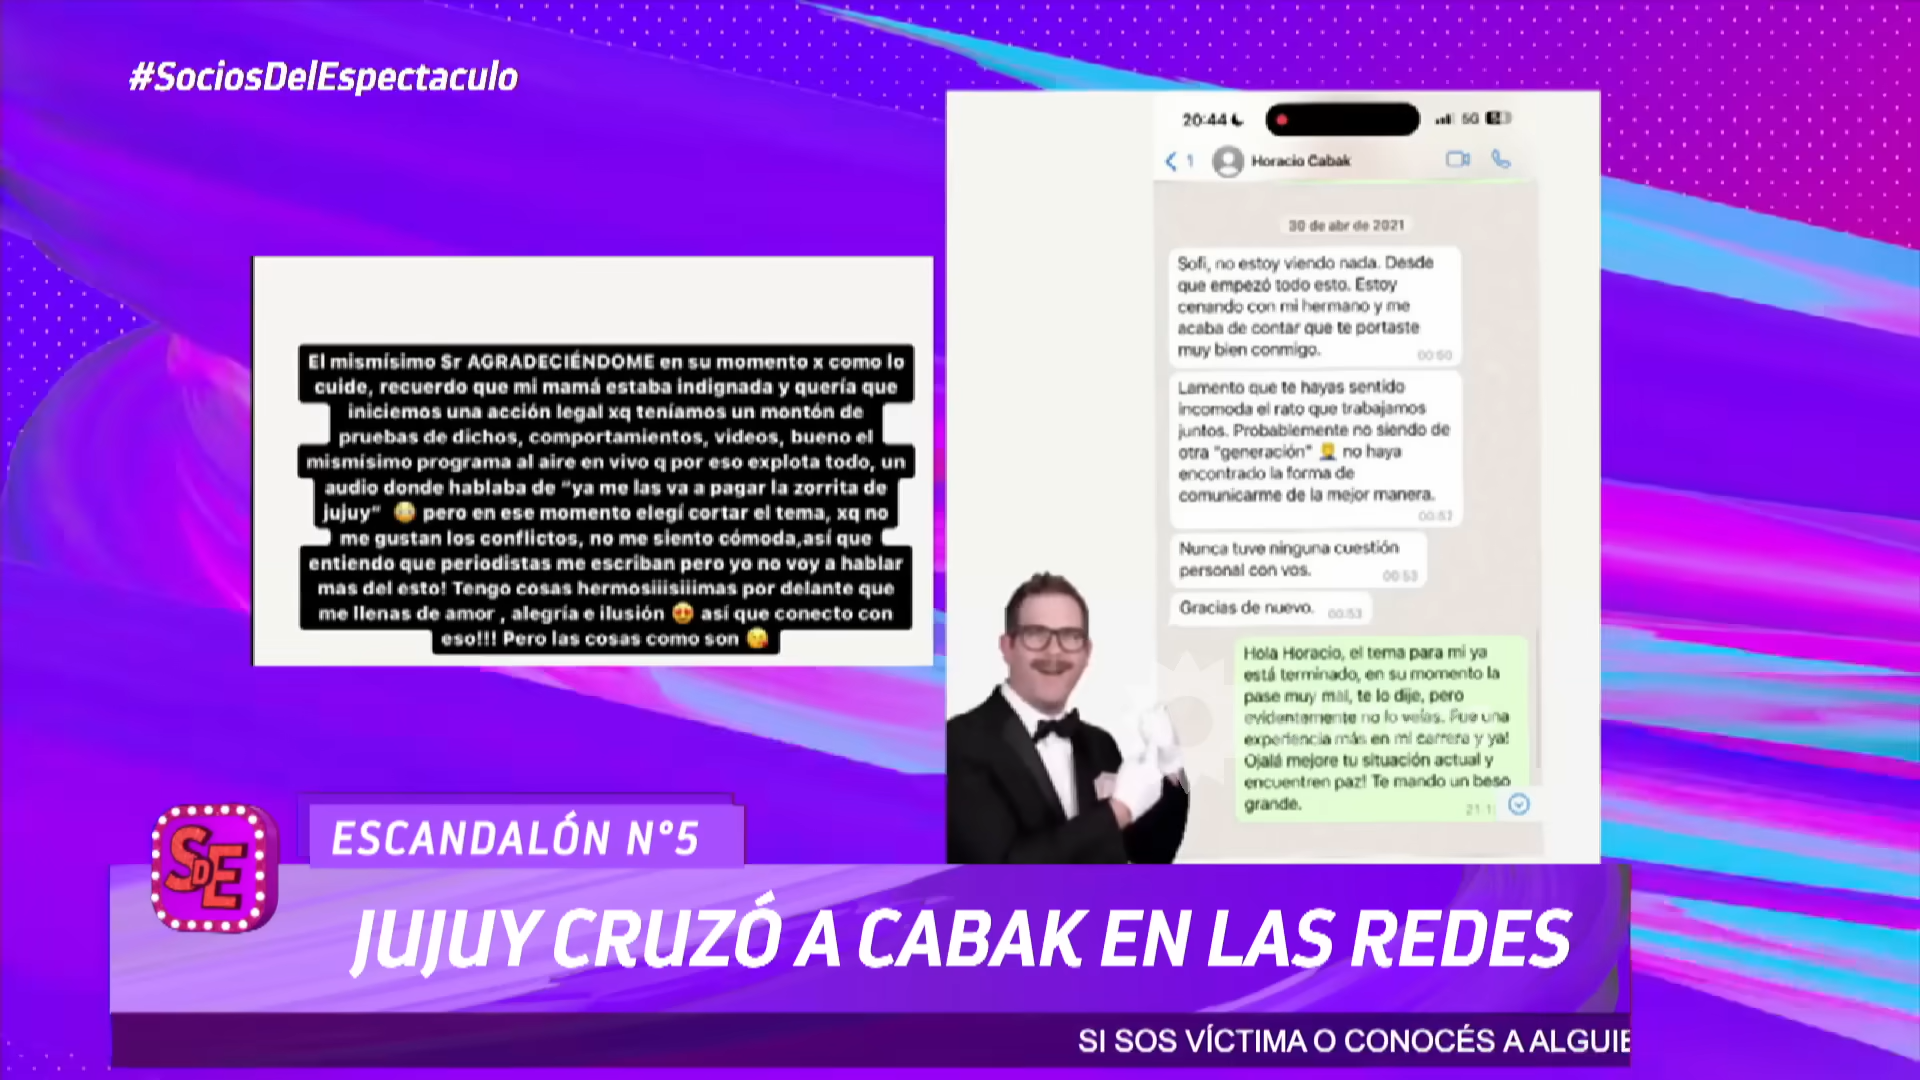 #SociosDelEspectaculo
El mismísimo Sr AGRADECIÉNDOME en su momento x como lo
cuide, recuerdo que mi mamá estaba indignada y quería que
iniciemos una acción legal xq teníamos un montón de
pruebas de dichos, comportamientos, videos, bueno el
mismísimo programa al aire en vivo q por eso explota todo, un
audio donde hablaba de "ya me las va a pagar la zorrita de
jujuy" 😳 pero en ese momento elegí cortar el tema, xq no
me gustan los conflictos, no me siento cómoda,así que
entiendo que periodistas me escriban pero yo no voy a hablar
mas del esto! Tengo cosas hermosiiisiiimas por delante que
me llenas de amor , alegría e ilusión 😍 así que conecto con
eso!!! Pero las cosas como son 😘
20:44
5G
1
Horacio Cabak
30 de abr de 2021
Sofi, no estoy viendo nada. Desde
que empezó todo esto. Estoy
cenando con mi hermano y me
acaba de contar que te portaste
muy bien conmigo.
00:50
Lamento que te hayas sentido
incomoda el rato que trabajamos
juntos. Probablemente no siendo de
otra "generación" 🤦‍♂️ no haya
encontrado la forma de
comunicarme de la mejor manera.
00:52
Nunca tuve ninguna cuestión
personal con vos.
00:53
Gracias de nuevo.
00:53
Hola Horacio, el tema para mi ya
está terminado, en su momento la
pase muy mal, te lo dije, pero
evidentemente no lo veías. Fue una
experiencia más en mi carrera y ya!
Ojalá mejore tu situación actual y
encuentren paz! Te mando un beso
grande.
SDE
ESCANDALÓN N°5
JUJUY CRUZÓ A CABAK EN LAS REDES
SI SOS VÍCTIMA O CONOCÉS A ALGUIE